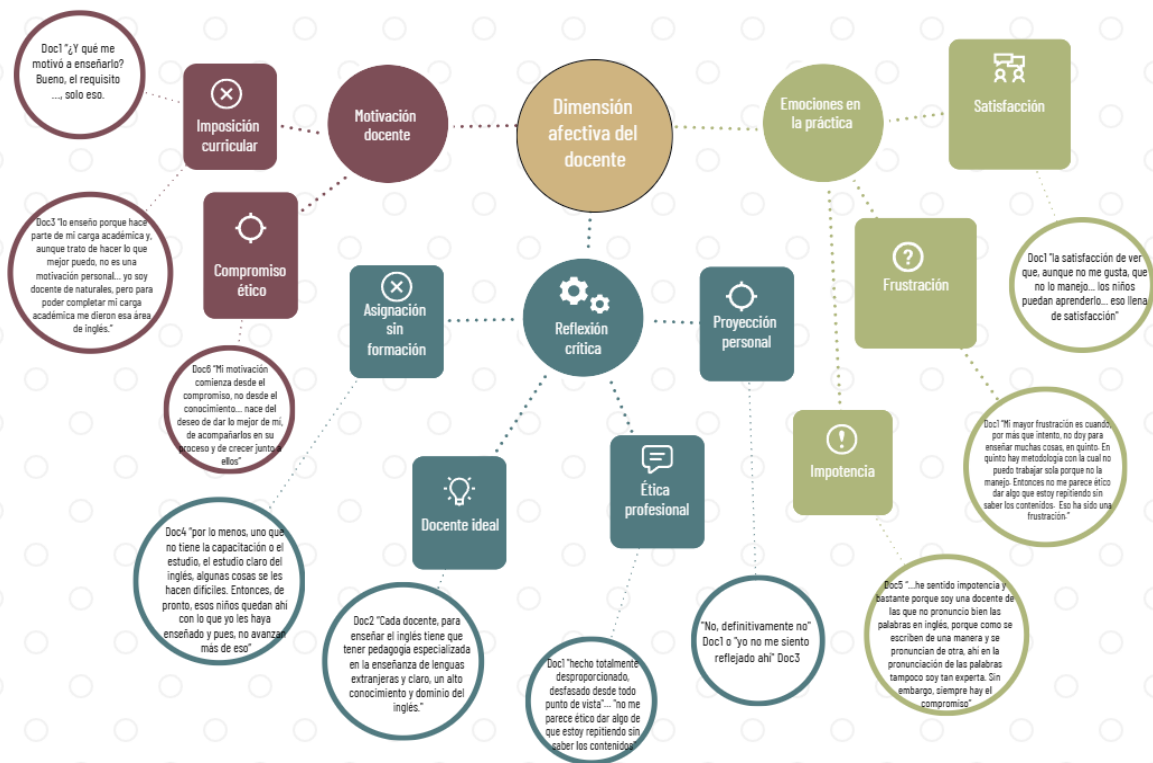 Dimensión
afectiva del
docente
Motivación
docente
Imposición
curricular
Doc1 "¿Y qué me
motivó a enseñarlo?
Bueno, el requisito
…, solo eso.
Doc3 "lo enseño porque hace
parte de mi carga académica y,
aunque trato de hacer lo que
mejor puedo, no es una
motivación personal... yo soy
docente de naturales, pero para
poder completar mi carga
académica me dieron esa área
de inglés."
Compromiso
ético
Doc6 "Mi motivación
comienza desde el
compromiso, no desde el
conocimiento... nace del
deseo de dar lo mejor de mí,
de acompañarlos en su
proceso y de crecer junto a
ellos"
Reflexión
crítica
Asignación
sin
formación
Doc4 "por lo menos, uno que
no tiene la capacitación o el
estudio, el estudio claro del
inglés, algunas cosas se les
hacen difíciles. Entonces, de
pronto, esos niños quedan ahí
con lo que yo les haya
enseñado y pues, no avanzan
más de eso"
Docente ideal
Doc2 "Cada docente, para
enseñar el inglés tiene que
tener pedagogía especializada
en la enseñanza de lenguas
extranjeras y claro, un alto
conocimiento y dominio del
inglés."
Ética
profesional
Doc1 "hecho totalmente
desproporcionado,
desfasado desde todo
punto de vista"... "no me
parece ético dar algo de
que estoy repitiendo sin
saber los contenidos"
Proyección
personal
"No, definitivamente no"
Doc1 o "yo no me siento
reflejado ahí" Doc3
Emociones en
la práctica
Satisfacción
Doc1 "la satisfacción de ver
que, aunque no me gusta, que
no lo manejo... los niños
puedan aprenderlo... eso llena
de satisfacción"
Frustración
Doc1 "Mi mayor frustración es cuando,
por más que intento, no doy para
enseñar muchas cosas, en quinto. En
quinto hay metodología con la cual no
puedo trabajar sola porque no la
manejo. Entonces no me parece ético
dar algo que estoy repitiendo sin
saber los contenidos. Eso ha sido una
frustración."
Impotencia
Doc5 "...he sentido impotencia y
bastante porque soy una docente de
las que no pronuncio bien las
palabras en inglés, porque como se
escriben de una manera y se
pronuncian de otra, ahí en la
pronunciación de las palabras
tampoco soy tan experta. Sin
embargo, siempre hay el
compromiso"